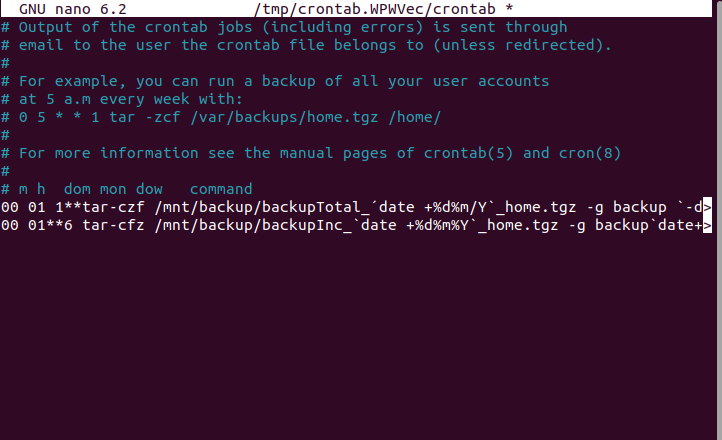 GNU nano 6.2 /tmp/crontab.WPWVec/crontab *
# Output of the crontab jobs (including errors) is sent through
# email to the user the crontab file belongs to (unless redirected).
#
# For example, you can run a backup of all your user accounts
# at 5 a.m every week with:
# 0 5 * * 1 tar -zcf /var/backups/home.tgz /home/
#
# For more information see the manual pages of crontab(5) and cron(8)
#
# m h  dom mon dow   command
00 01 1**tar-czf /mnt/backup/backupTotal_´date +%d%m/Y`_home.tgz -g backup `-d>
00 01**6 tar-cfz /mnt/backup/backupInc_`date +%d%m%Y`_home.tgz -g backup`date+>